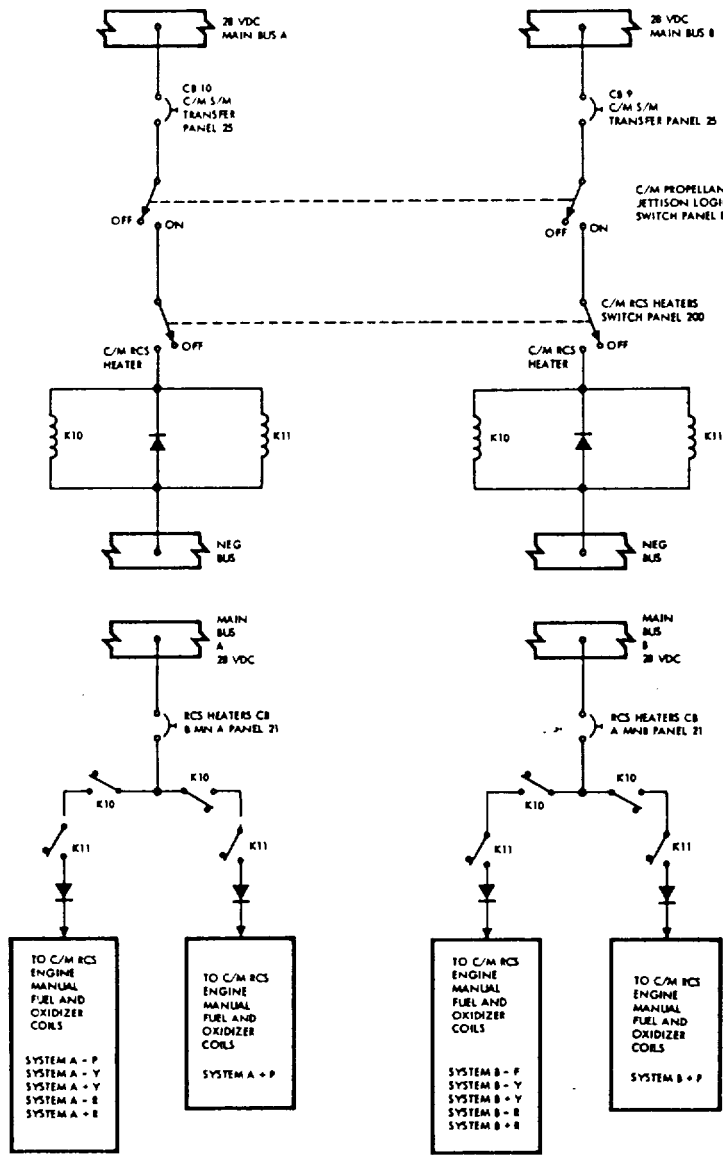 28 VDC
MAIN BUS A
28 VDC
MAIN BUS B
CB 10
C/M S/M
TRANSFER
PANEL 25
CB 9
C/M S/M
TRANSFER PANEL 25
C/M PROPELLAN
JETTISON LOGI
SWITCH PANEL
OFF
ON
OFF
ON
C/M RCS HEATERS
SWITCH PANEL 200
OFF
OFF
C/M RCS
HEATER
C/M RCS
HEATER
K10
K11
K10
K11
NEG
BUS
NEG
BUS
MAIN
BUS
A
28 VDC
MAIN
BUS
B
28 VDC
RCS HEATERS CB
B MN A PANEL 21
RCS HEATERS CB
A MNB PANEL 21
K10
K10
K10
K10
K11
K11
K11
K11
TO C/M RCS
ENGINE
MANUAL
FUEL AND
OXIDIZER
COILS
SYSTEM A - P
SYSTEM A - Y
SYSTEM A + Y
SYSTEM A - R
SYSTEM A + R
TO C/M RCS
ENGINE
MANUAL
FUEL AND
OXIDIZER
COILS
SYSTEM A + P
TO C/M RCS
ENGINE
MANUAL
FUEL AND
OXIDIZER
COILS
SYSTEM B - P
SYSTEM B - Y
SYSTEM B + Y
SYSTEM B - R
SYSTEM B + R
TO C/M RCS
ENGINE
MANUAL
FUEL AND
OXIDIZER
COILS
SYSTEM B + P